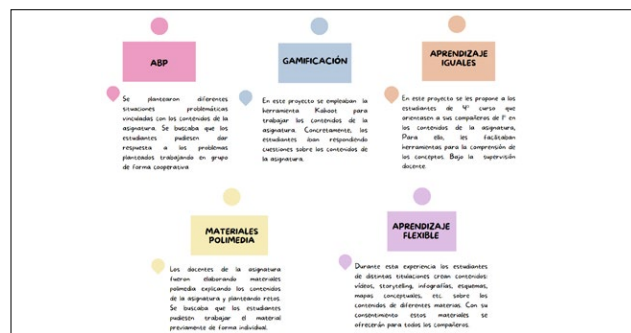 ABP
Se plantearon diferentes
situaciones problemáticas
vinculadas con los contenidos de la
asignatura. Se buscaba que los
estudiantes pudiesen dar
respuesta a los problemas
planteados trabajando en grupo
de forma cooperativa
GAMIFICACIÓN
En este proyecto se empleaban la
herramienta Kahoot para
trabajar los contenidos de la
asignatura. Concretamente, los
estudiantes iban respondiendo
cuestiones sobre los contenidos de
la asignatura.
APRENDIZAJE
IGUALES
En este proyecto se les propone a los
estudiantes de 4º curso que
orientasen a sus compañeros de 1º en
los contenidos de la asignatura,
Para ello, les facilitaban
herramientas para la comprensión de
los conceptos. Bajo la supervisión
docente.
MATERIALES
POLIMEDIA
Los docentes de la asignatura
fueron elaborando materiales
polimedia explicando los contenidos
de la asignatura y planteando retos.
Se buscaba que los estudiantes
pudiesen trabajar el material
previamente de forma individual.
APRENDIZAJE
FLEXIBLE
Durante esta experiencia los estudiantes
de distintas titulaciones crean contenidos:
vídeos, storytelling, infografías, esquemas,
mapas conceptuales, etc. sobre los
contenidos de diferentes materias. Con su
consentimiento estos materiales se
ofrecerán para todos los compañeros.